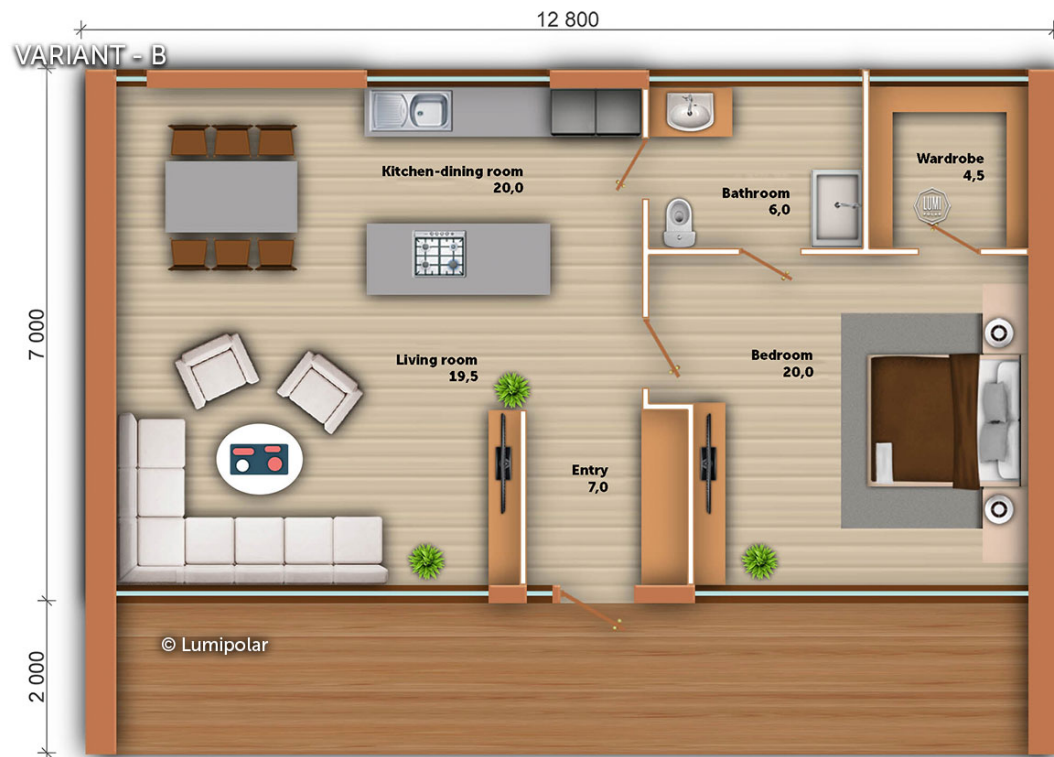 12 800
VARIANT - B
Kitchen-dining room
20,0
Wardrobe
4,5
Bathroom
6,0
LUMI
POLAR
7 000
Living room
19,5
Bedroom
20,0
Entry
7,0
© Lumipolar
2 000